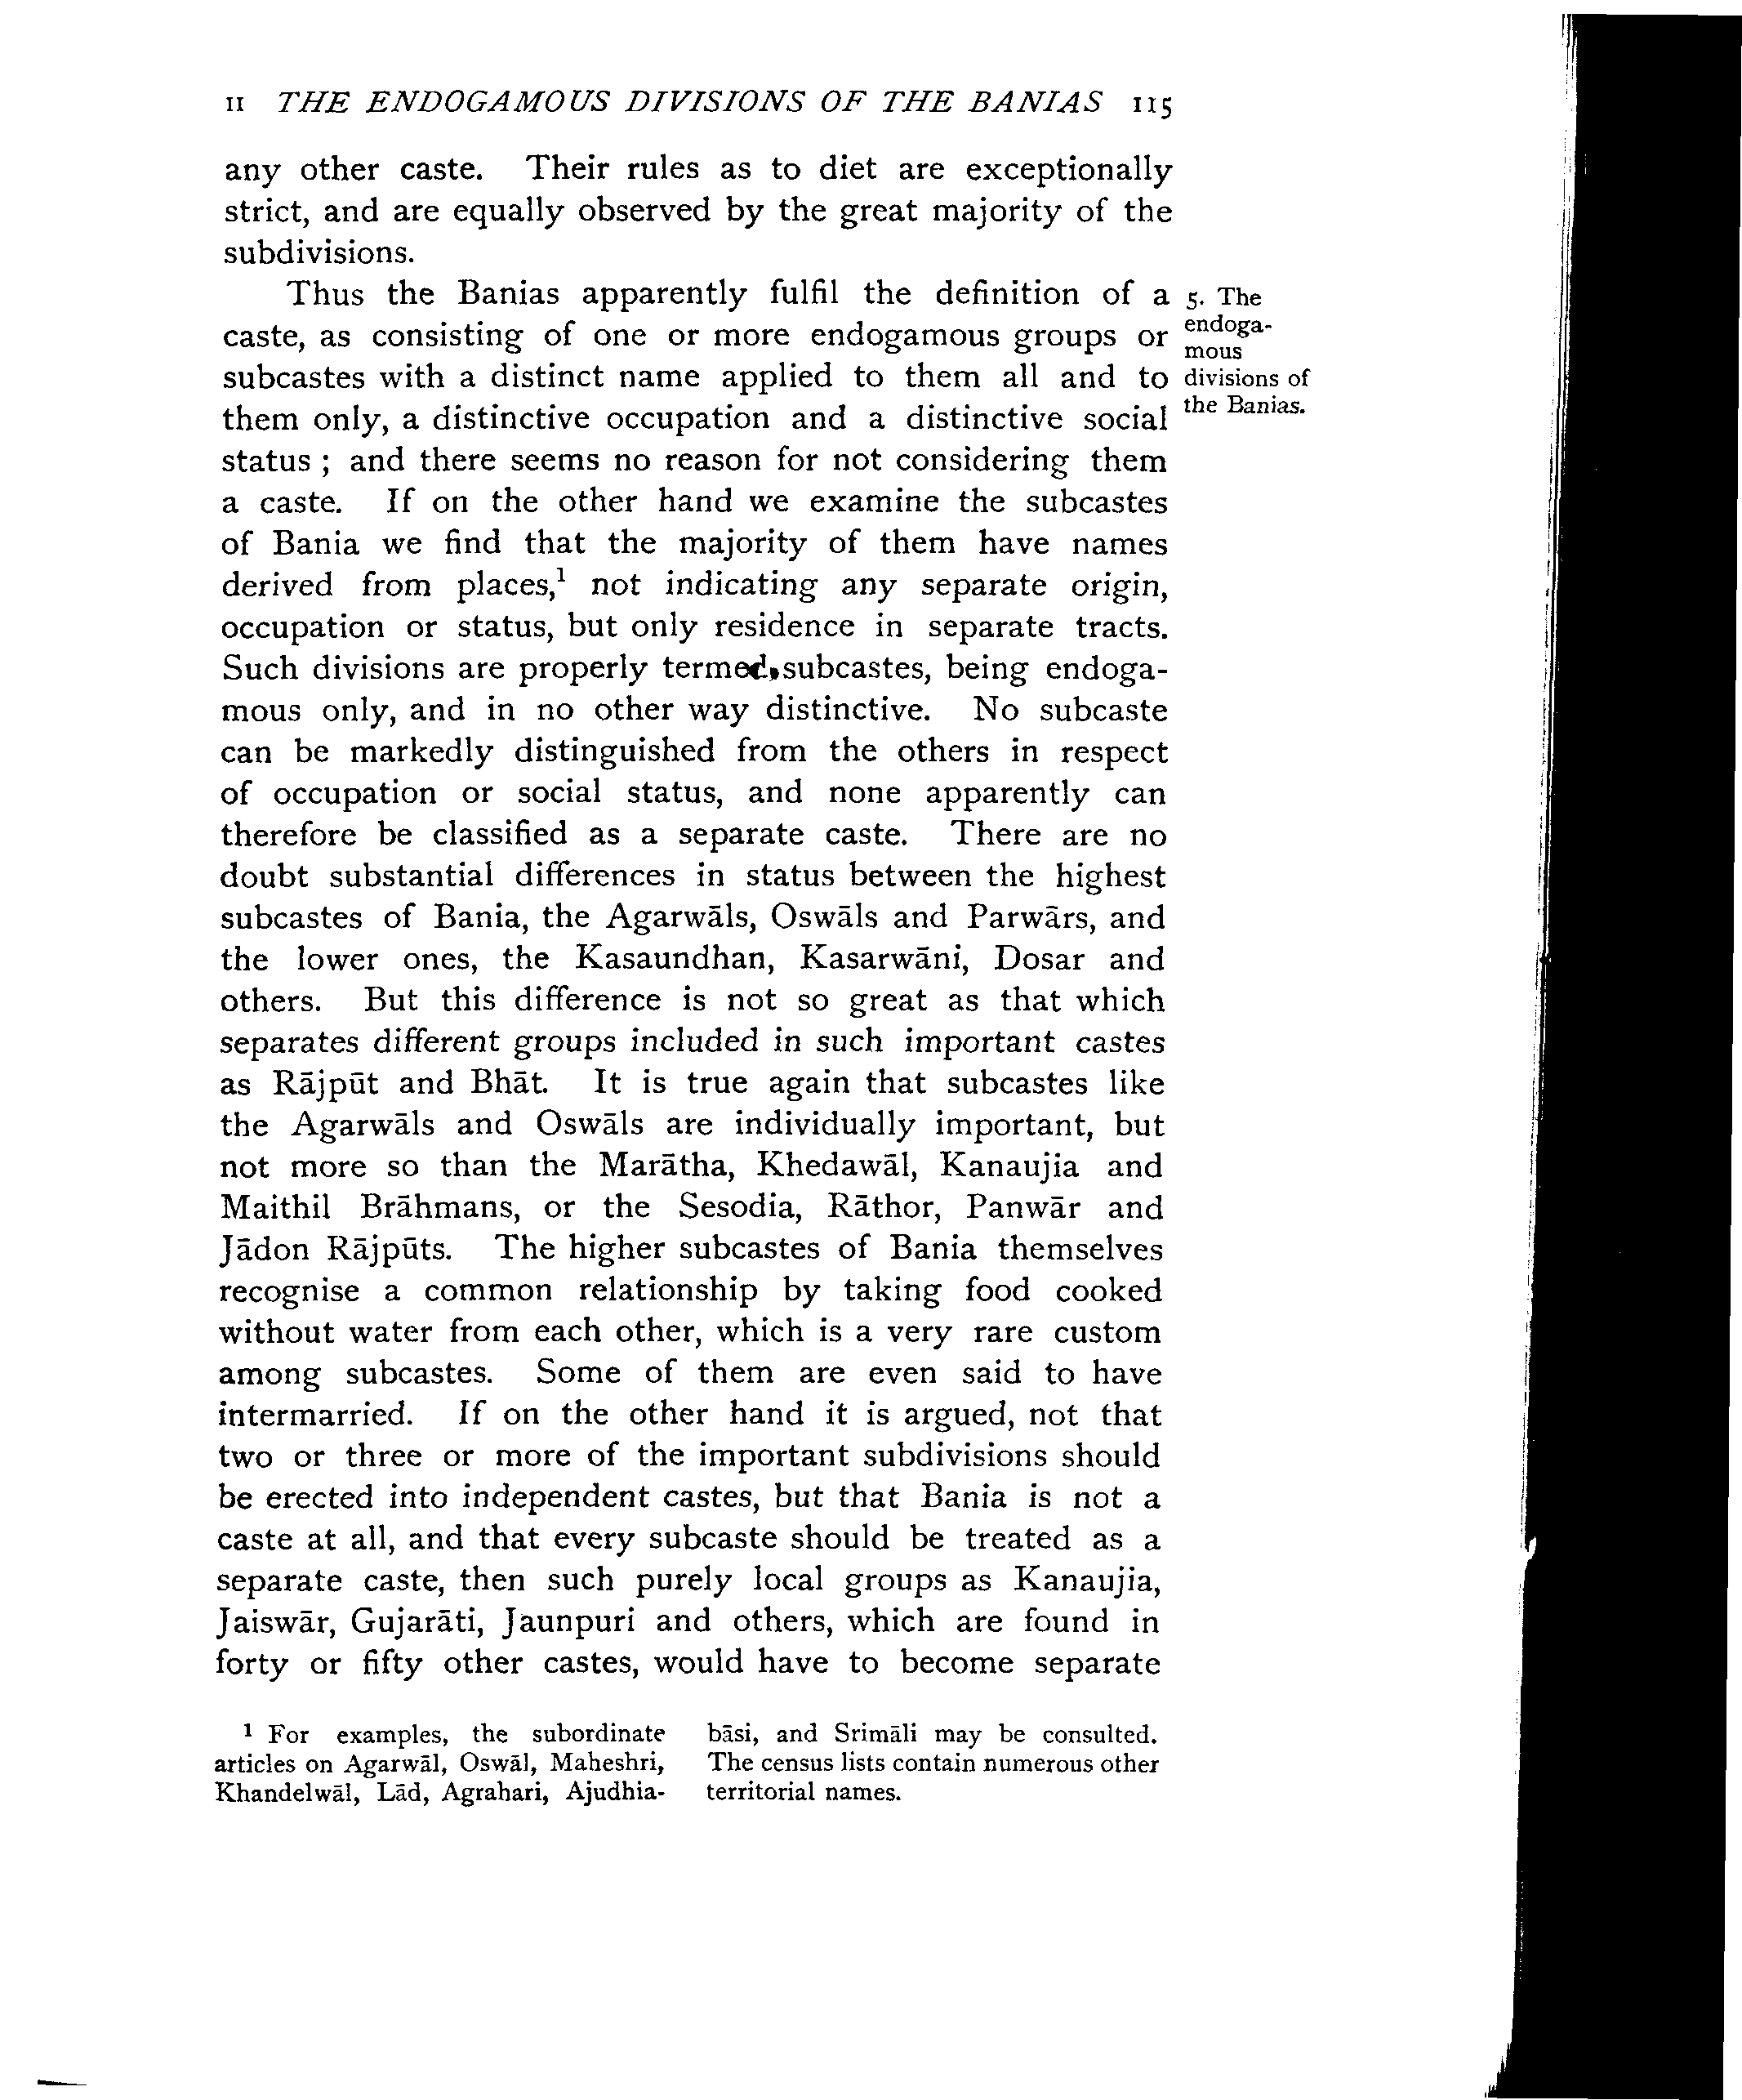 II THE ENDOGAMOUS DIVISIONS OF THE BANIAS 115
any other caste. Their rules as to diet are exceptionally
strict, and are equally observed by the great majority of the
subdivisions.
Thus the Banias apparently fulfil the definition of a
caste, as consisting of one or more endogamous groups or
subcastes with a distinct name applied to them all and to
them only, a distinctive occupation and a distinctive social
status ; and there seems no reason for not considering them
a caste. If on the other hand we examine the subcastes
of Bania we find that the majority of them have names
derived from places,¹ not indicating any separate origin,
occupation or status, but only residence in separate tracts.
Such divisions are properly termed subcastes, being endoga-
mous only, and in no other way distinctive. No subcaste
can be markedly distinguished from the others in respect
of occupation or social status, and none apparently can
therefore be classified as a separate caste. There are no
doubt substantial differences in status between the highest
subcastes of Bania, the Agarwāls, Oswāls and Parwārs, and
the lower ones, the Kasaundhan, Kasarwāni, Dosar and
others. But this difference is not so great as that which
separates different groups included in such important castes
as Rājpūt and Bhāt. It is true again that subcastes like
the Agarwāls and Oswāls are individually important, but
not more so than the Marātha, Khedawāl, Kanaujia and
Maithil Brāhmans, or the Sesodia, Rāthor, Panwār and
Jādon Rājpūts. The higher subcastes of Bania themselves
recognise a common relationship by taking food cooked
without water from each other, which is a very rare custom
among subcastes. Some of them are even said to have
intermarried. If on the other hand it is argued, not that
two or three or more of the important subdivisions should
be erected into independent castes, but that Bania is not a
caste at all, and that every subcaste should be treated as a
separate caste, then such purely local groups as Kanaujia,
Jaiswār, Gujarāti, Jaunpuri and others, which are found in
forty or fifty other castes, would have to become separate
5. The
endoga-
mous
divisions of
the Banias.
¹ For examples, the subordinate
articles on Agarwāl, Oswāl, Maheshri,
Khandelwāl, Lād, Agrahari, Ajudhia-
bāsi, and Srimāli may be consulted.
The census lists contain numerous other
territorial names.